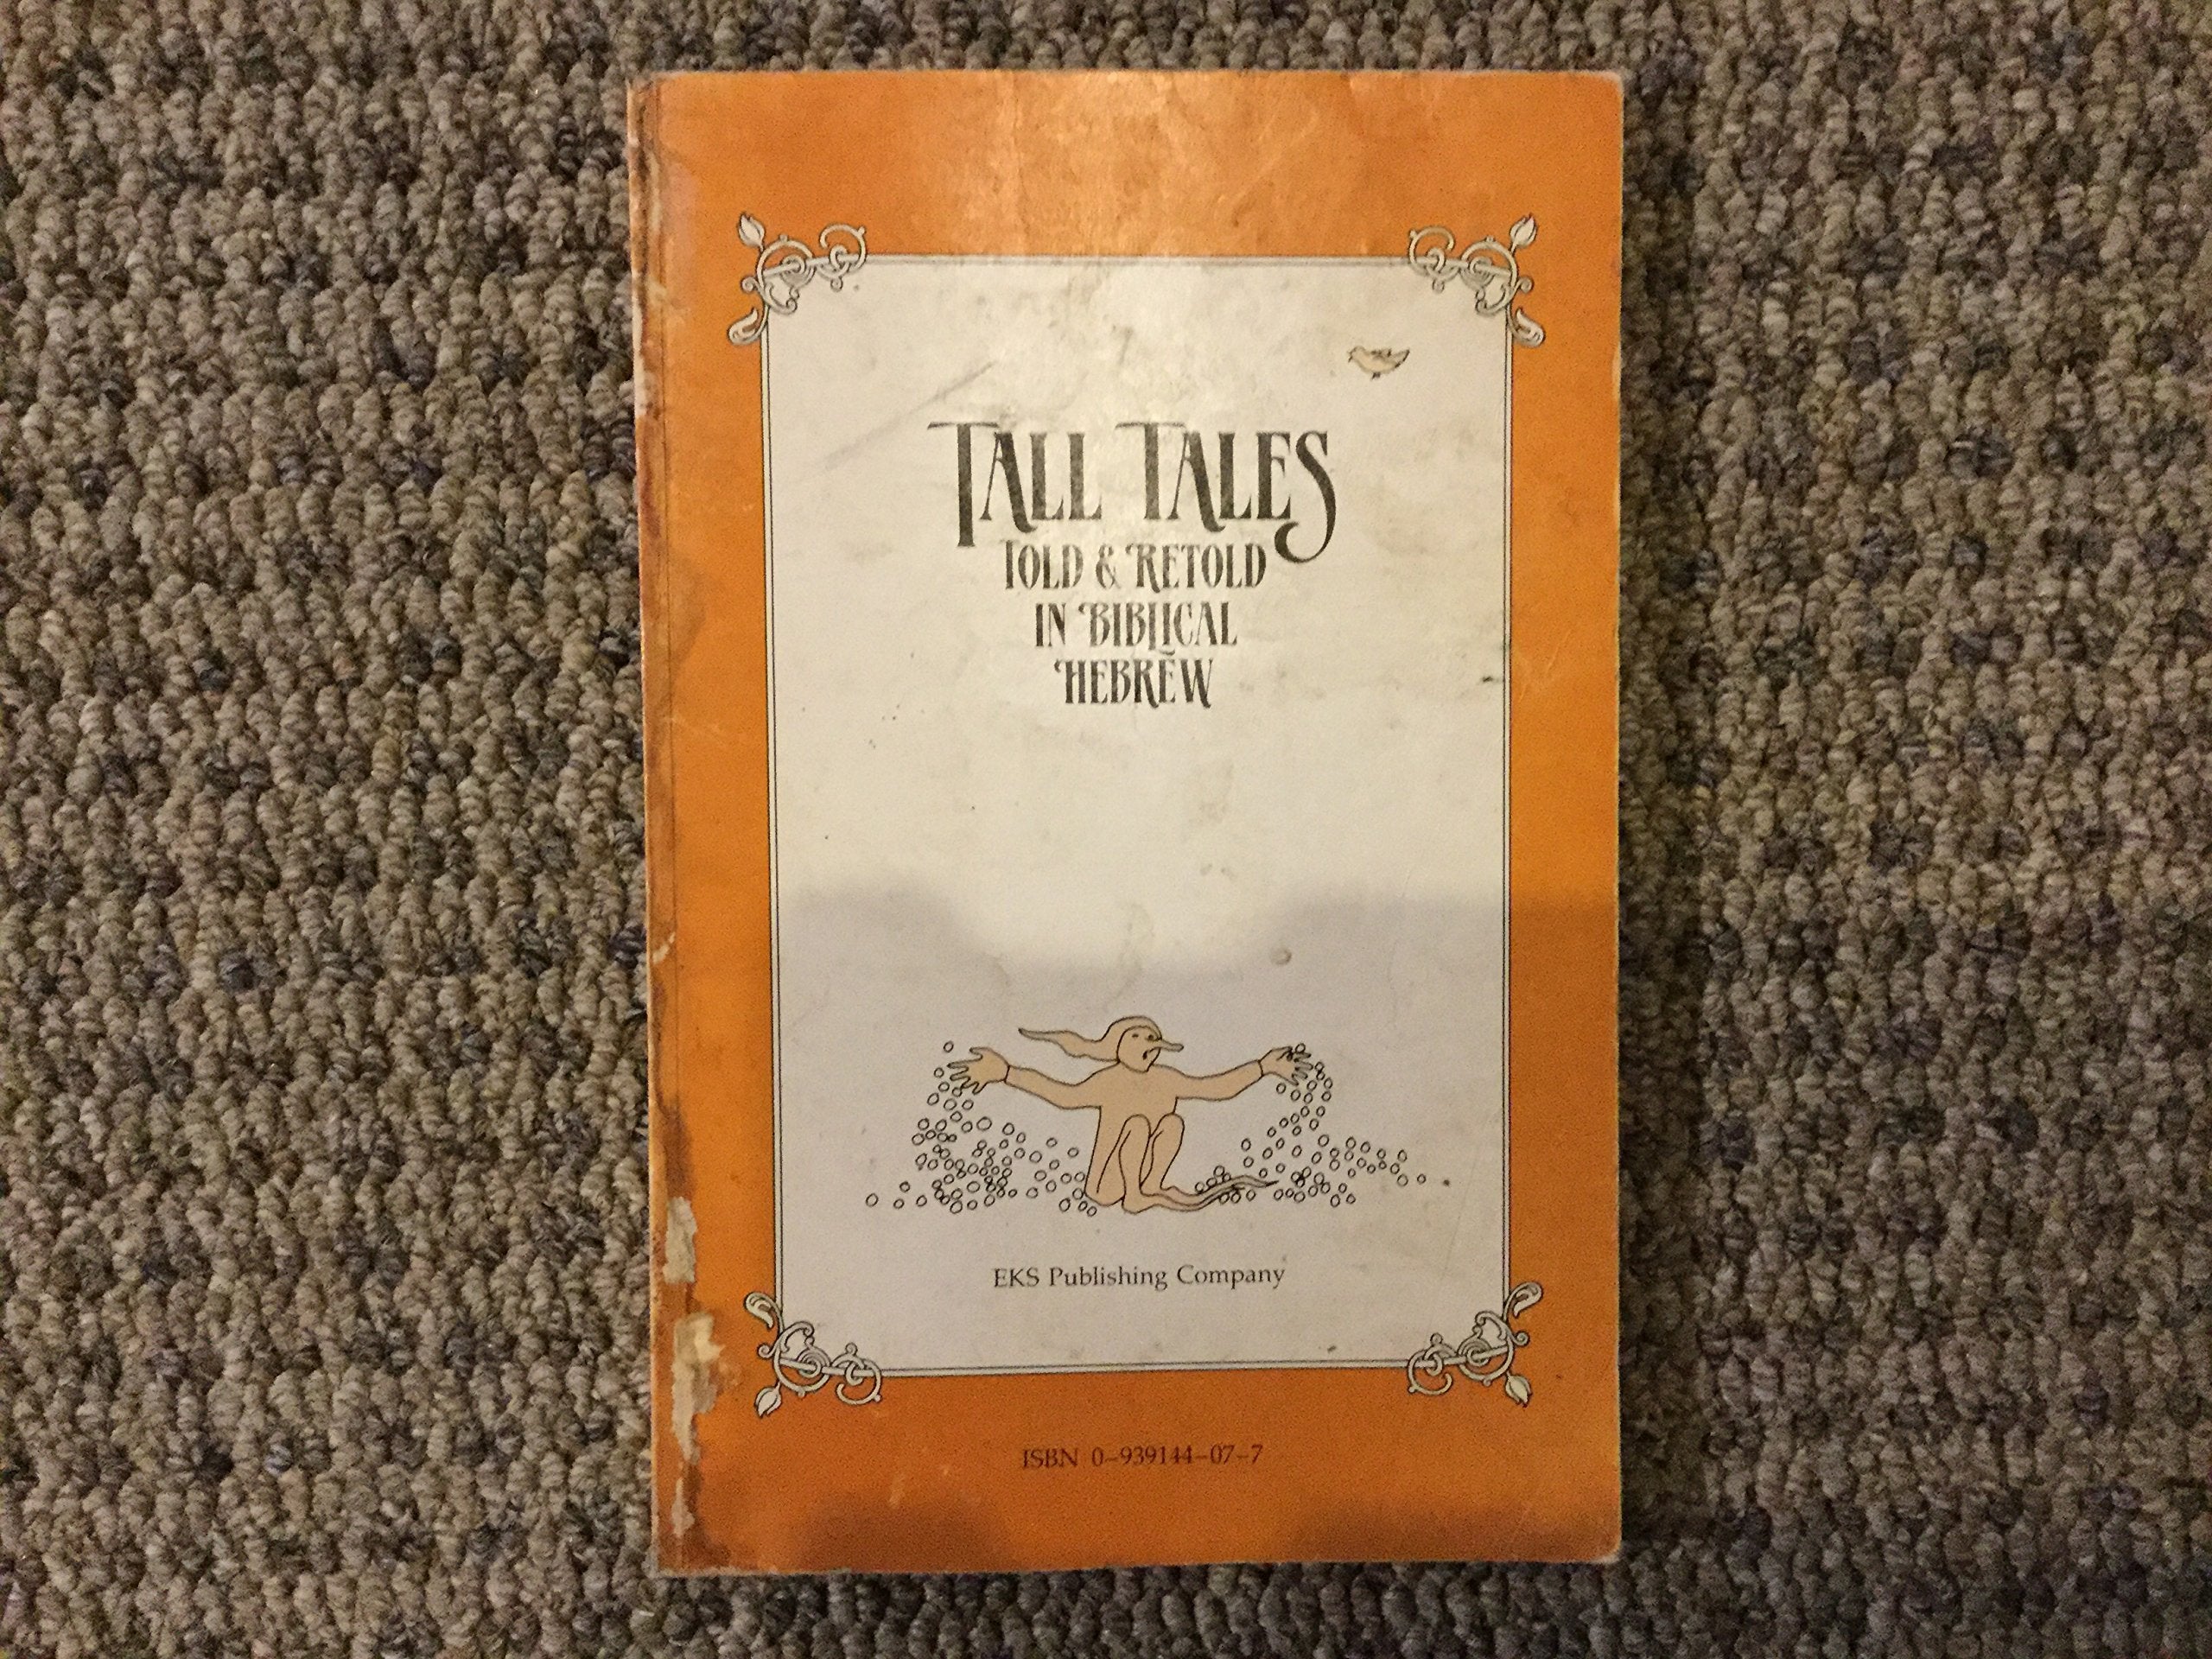 TALL TALES
TOLD & RETOLD
IN BIBLICAL
HEBREW
EKS Publishing Company
ISBN 0-939144-07-7